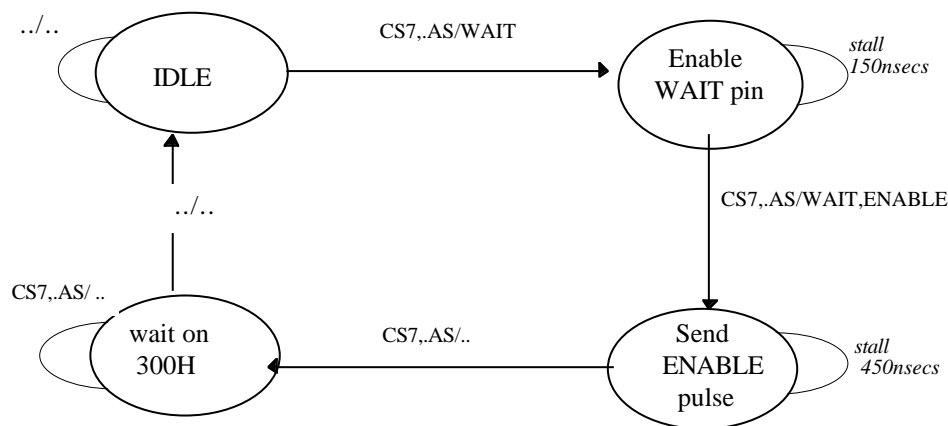 ../..
CS7,.AS/WAIT
IDLE
Enable
WAIT pin
stall
150nsecs
CS7,.AS/WAIT,ENABLE
../..
CS7,.AS/ ..
wait on
300H
CS7,.AS/..
Send
ENABLE
pulse
stall
450nsecs